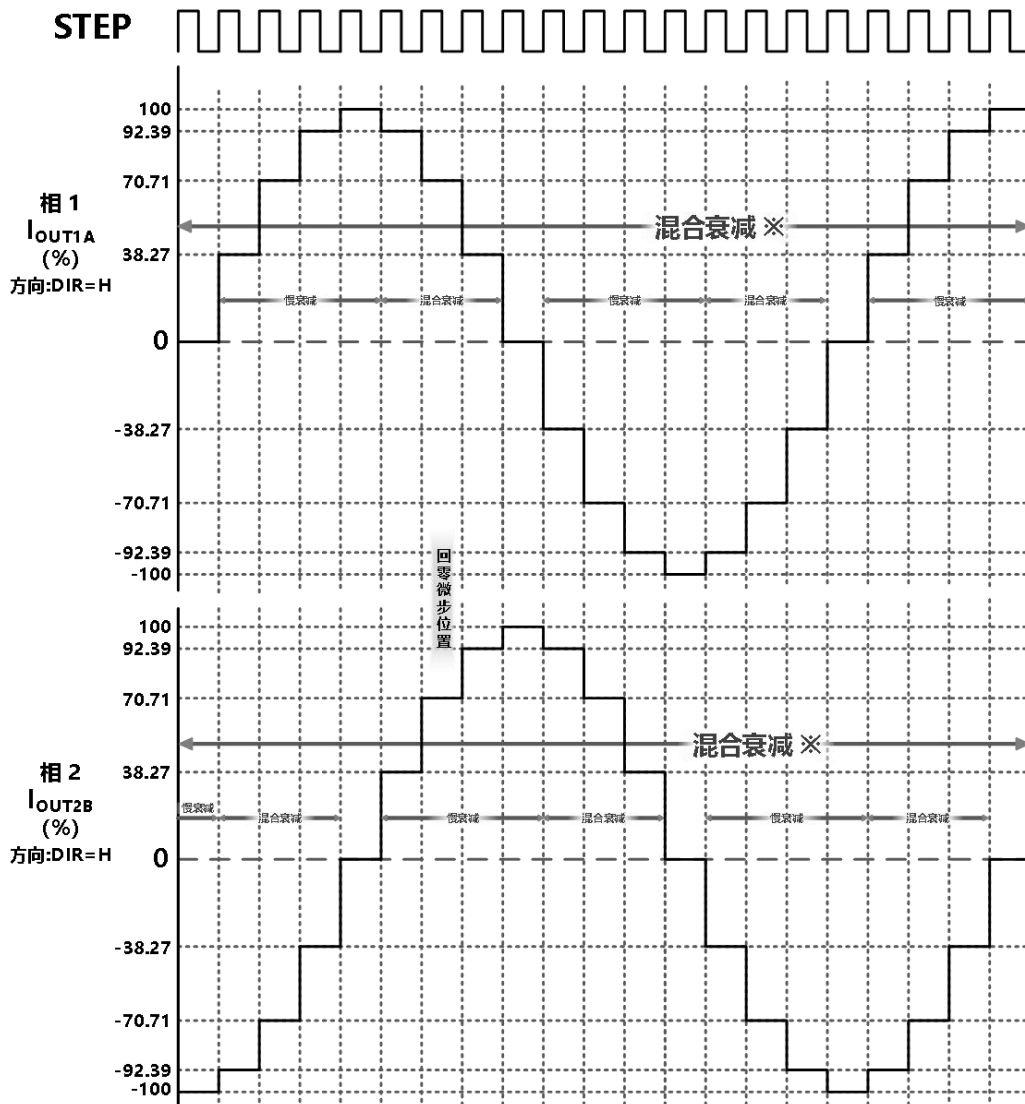 STEP
100
92.39
70.71
38.27
0
-38.27
-70.71
-92.39
-100
相 1
IOUT1A
(%)
方向:DIR=H
混合衰减 ※
慢衰减
混合衰减
慢衰减
混合衰减
慢衰减
回零微步位置
100
92.39
70.71
38.27
0
-38.27
-70.71
-92.39
-100
相 2
IOUT2B
(%)
方向:DIR=H
混合衰减 ※
慢衰减
混合衰减
慢衰减
混合衰减
慢衰减
混合衰减